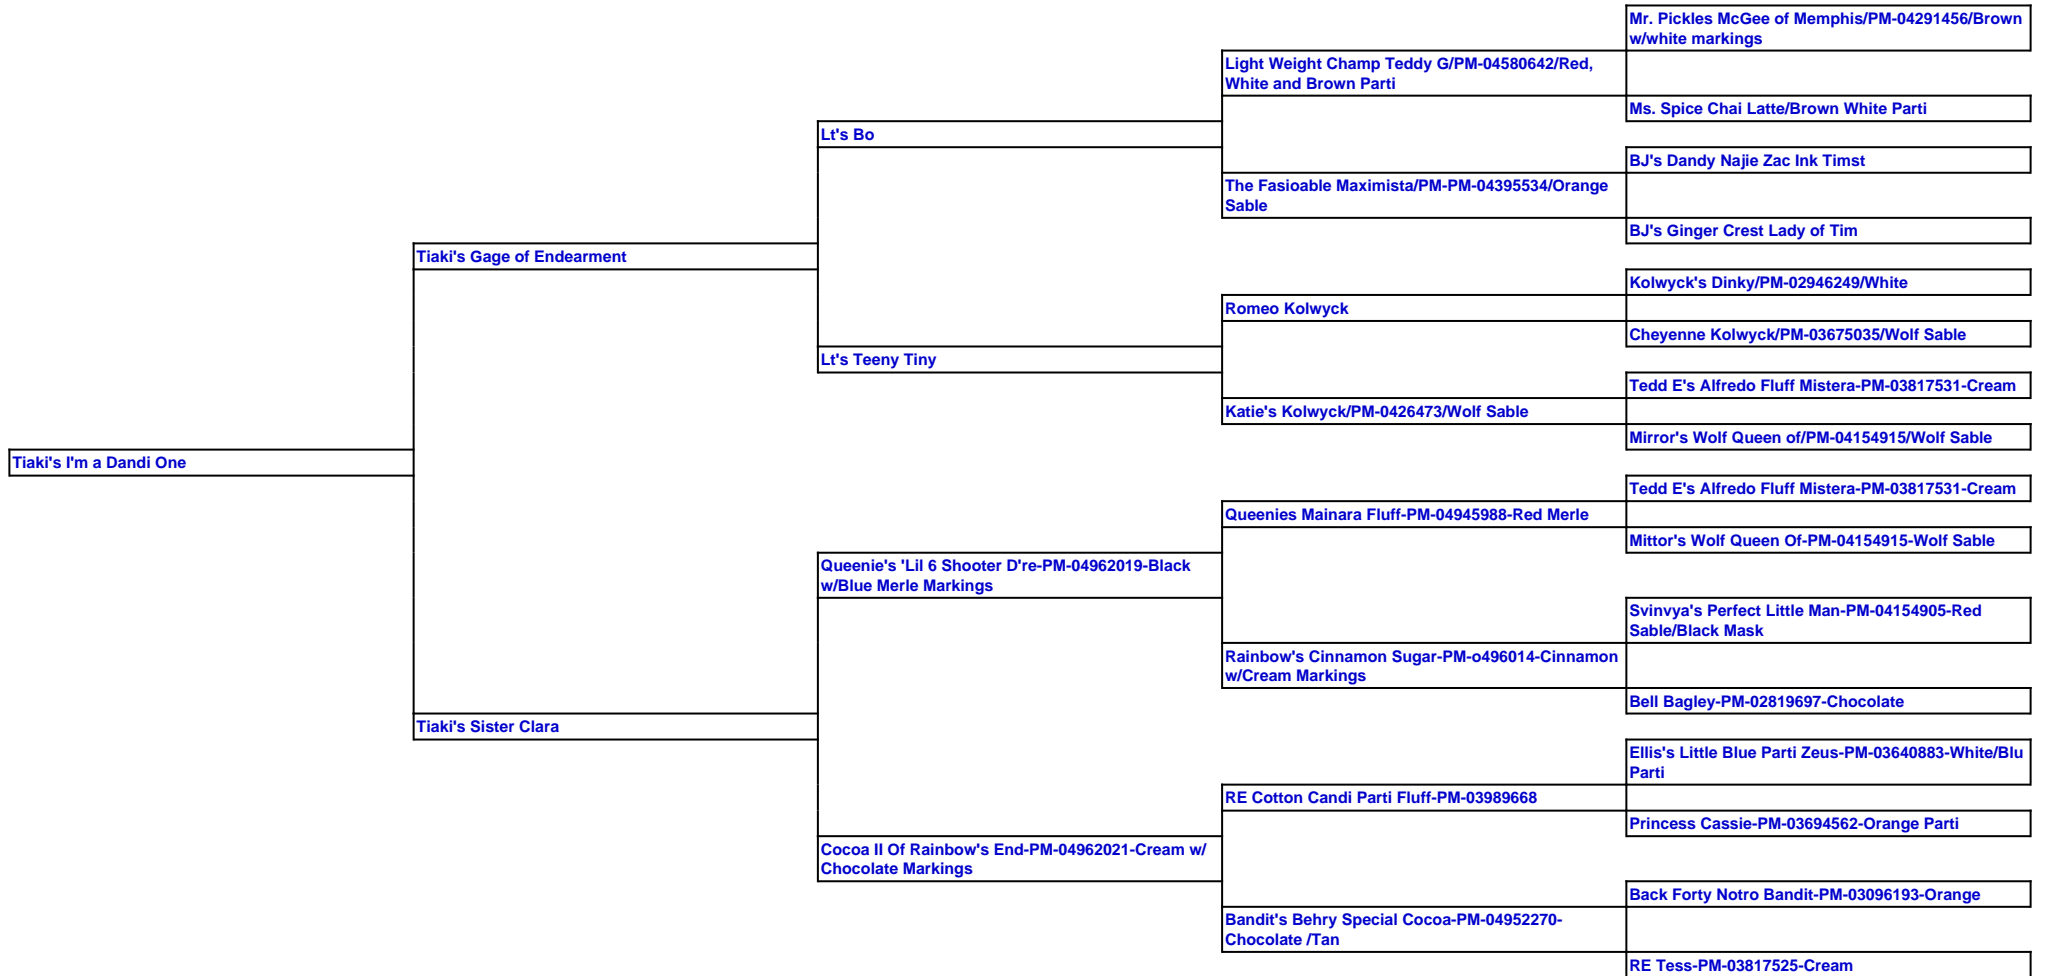 Mr. Pickles McGee of Memphis/PM-04291456/Brown
w/white markings
Light Weight Champ Teddy G/PM-04580642/Red,
White and Brown Parti
Ms. Spice Chai Latte/Brown White Parti
Lt's Bo
BJ's Dandy Najie Zac Ink Timst
The Fasioable Maximista/PM-PM-04395534/Orange
Sable
BJ's Ginger Crest Lady of Tim
Tiaki's Gage of Endearment
Kolwyck's Dinky/PM-02946249/White
Romeo Kolwyck
Cheyenne Kolwyck/PM-03675035/Wolf Sable
Lt's Teeny Tiny
Tedd E's Alfredo Fluff Mistera-PM-03817531-Cream
Katie's Kolwyck/PM-0426473/Wolf Sable
Mirror's Wolf Queen of/PM-04154915/Wolf Sable
Tiaki's I'm a Dandi One
Tedd E's Alfredo Fluff Mistera-PM-03817531-Cream
Queenies Mainara Fluff-PM-04945988-Red Merle
Mittor's Wolf Queen Of-PM-04154915-Wolf Sable
Queenie's 'Lil 6 Shooter D're-PM-04962019-Black
w/Blue Merle Markings
Svinvya's Perfect Little Man-PM-04154905-Red
Sable/Black Mask
Rainbow's Cinnamon Sugar-PM-o496014-Cinnamon
w/Cream Markings
Bell Bagley-PM-02819697-Chocolate
Tiaki's Sister Clara
Ellis's Little Blue Parti Zeus-PM-03640883-White/Blu
Parti
RE Cotton Candi Parti Fluff-PM-03989668
Princess Cassie-PM-03694562-Orange Parti
Cocoa II Of Rainbow's End-PM-04962021-Cream w/
Chocolate Markings
Back Forty Notro Bandit-PM-03096193-Orange
Bandit's Behry Special Cocoa-PM-04952270-
Chocolate /Tan
RE Tess-PM-03817525-Cream